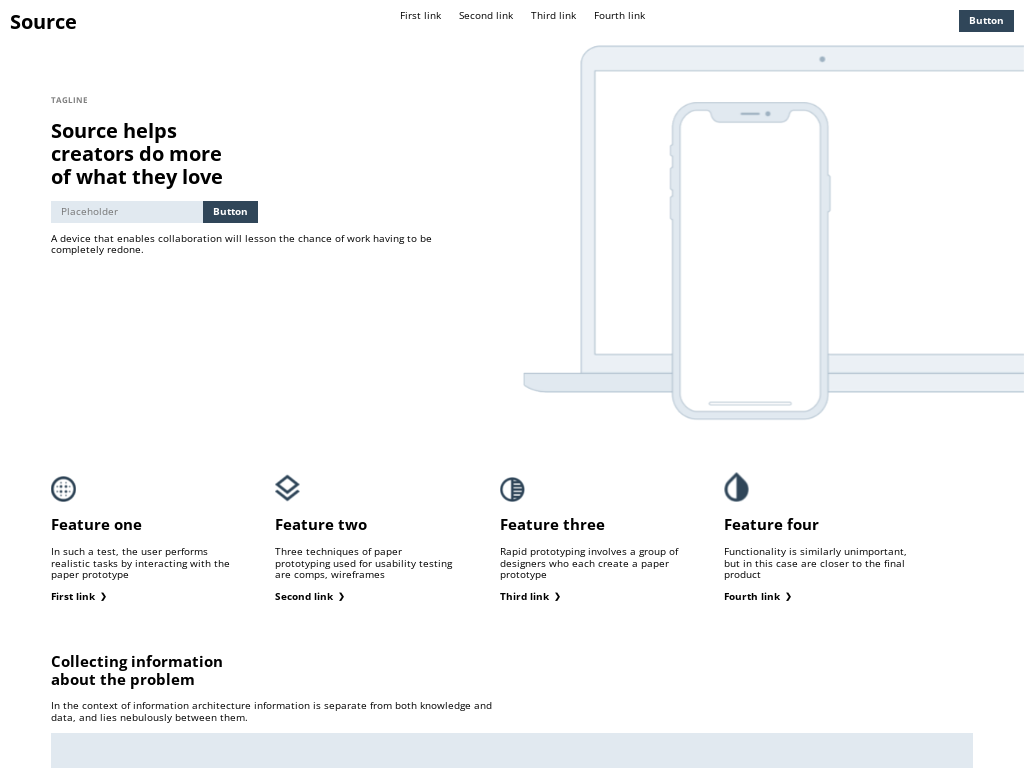 Source
First link
Second link
Third link
Fourth link
Button
TAGLINE
Source helps
creators do more
of what they love
Placeholder
Button
A device that enables collaboration will lesson the chance of work having to be
completely redone.
Feature one
In such a test, the user performs
realistic tasks by interacting with the
paper prototype
First link ❯
Feature two
Three techniques of paper
prototyping used for usability testing
are comps, wireframes
Second link ❯
Feature three
Rapid prototyping involves a group of
designers who each create a paper
prototype
Third link ❯
Feature four
Functionality is similarly unimportant,
but in this case are closer to the final
product
Fourth link ❯
Collecting information
about the problem
In the context of information architecture information is separate from both knowledge and
data, and lies nebulously between them.